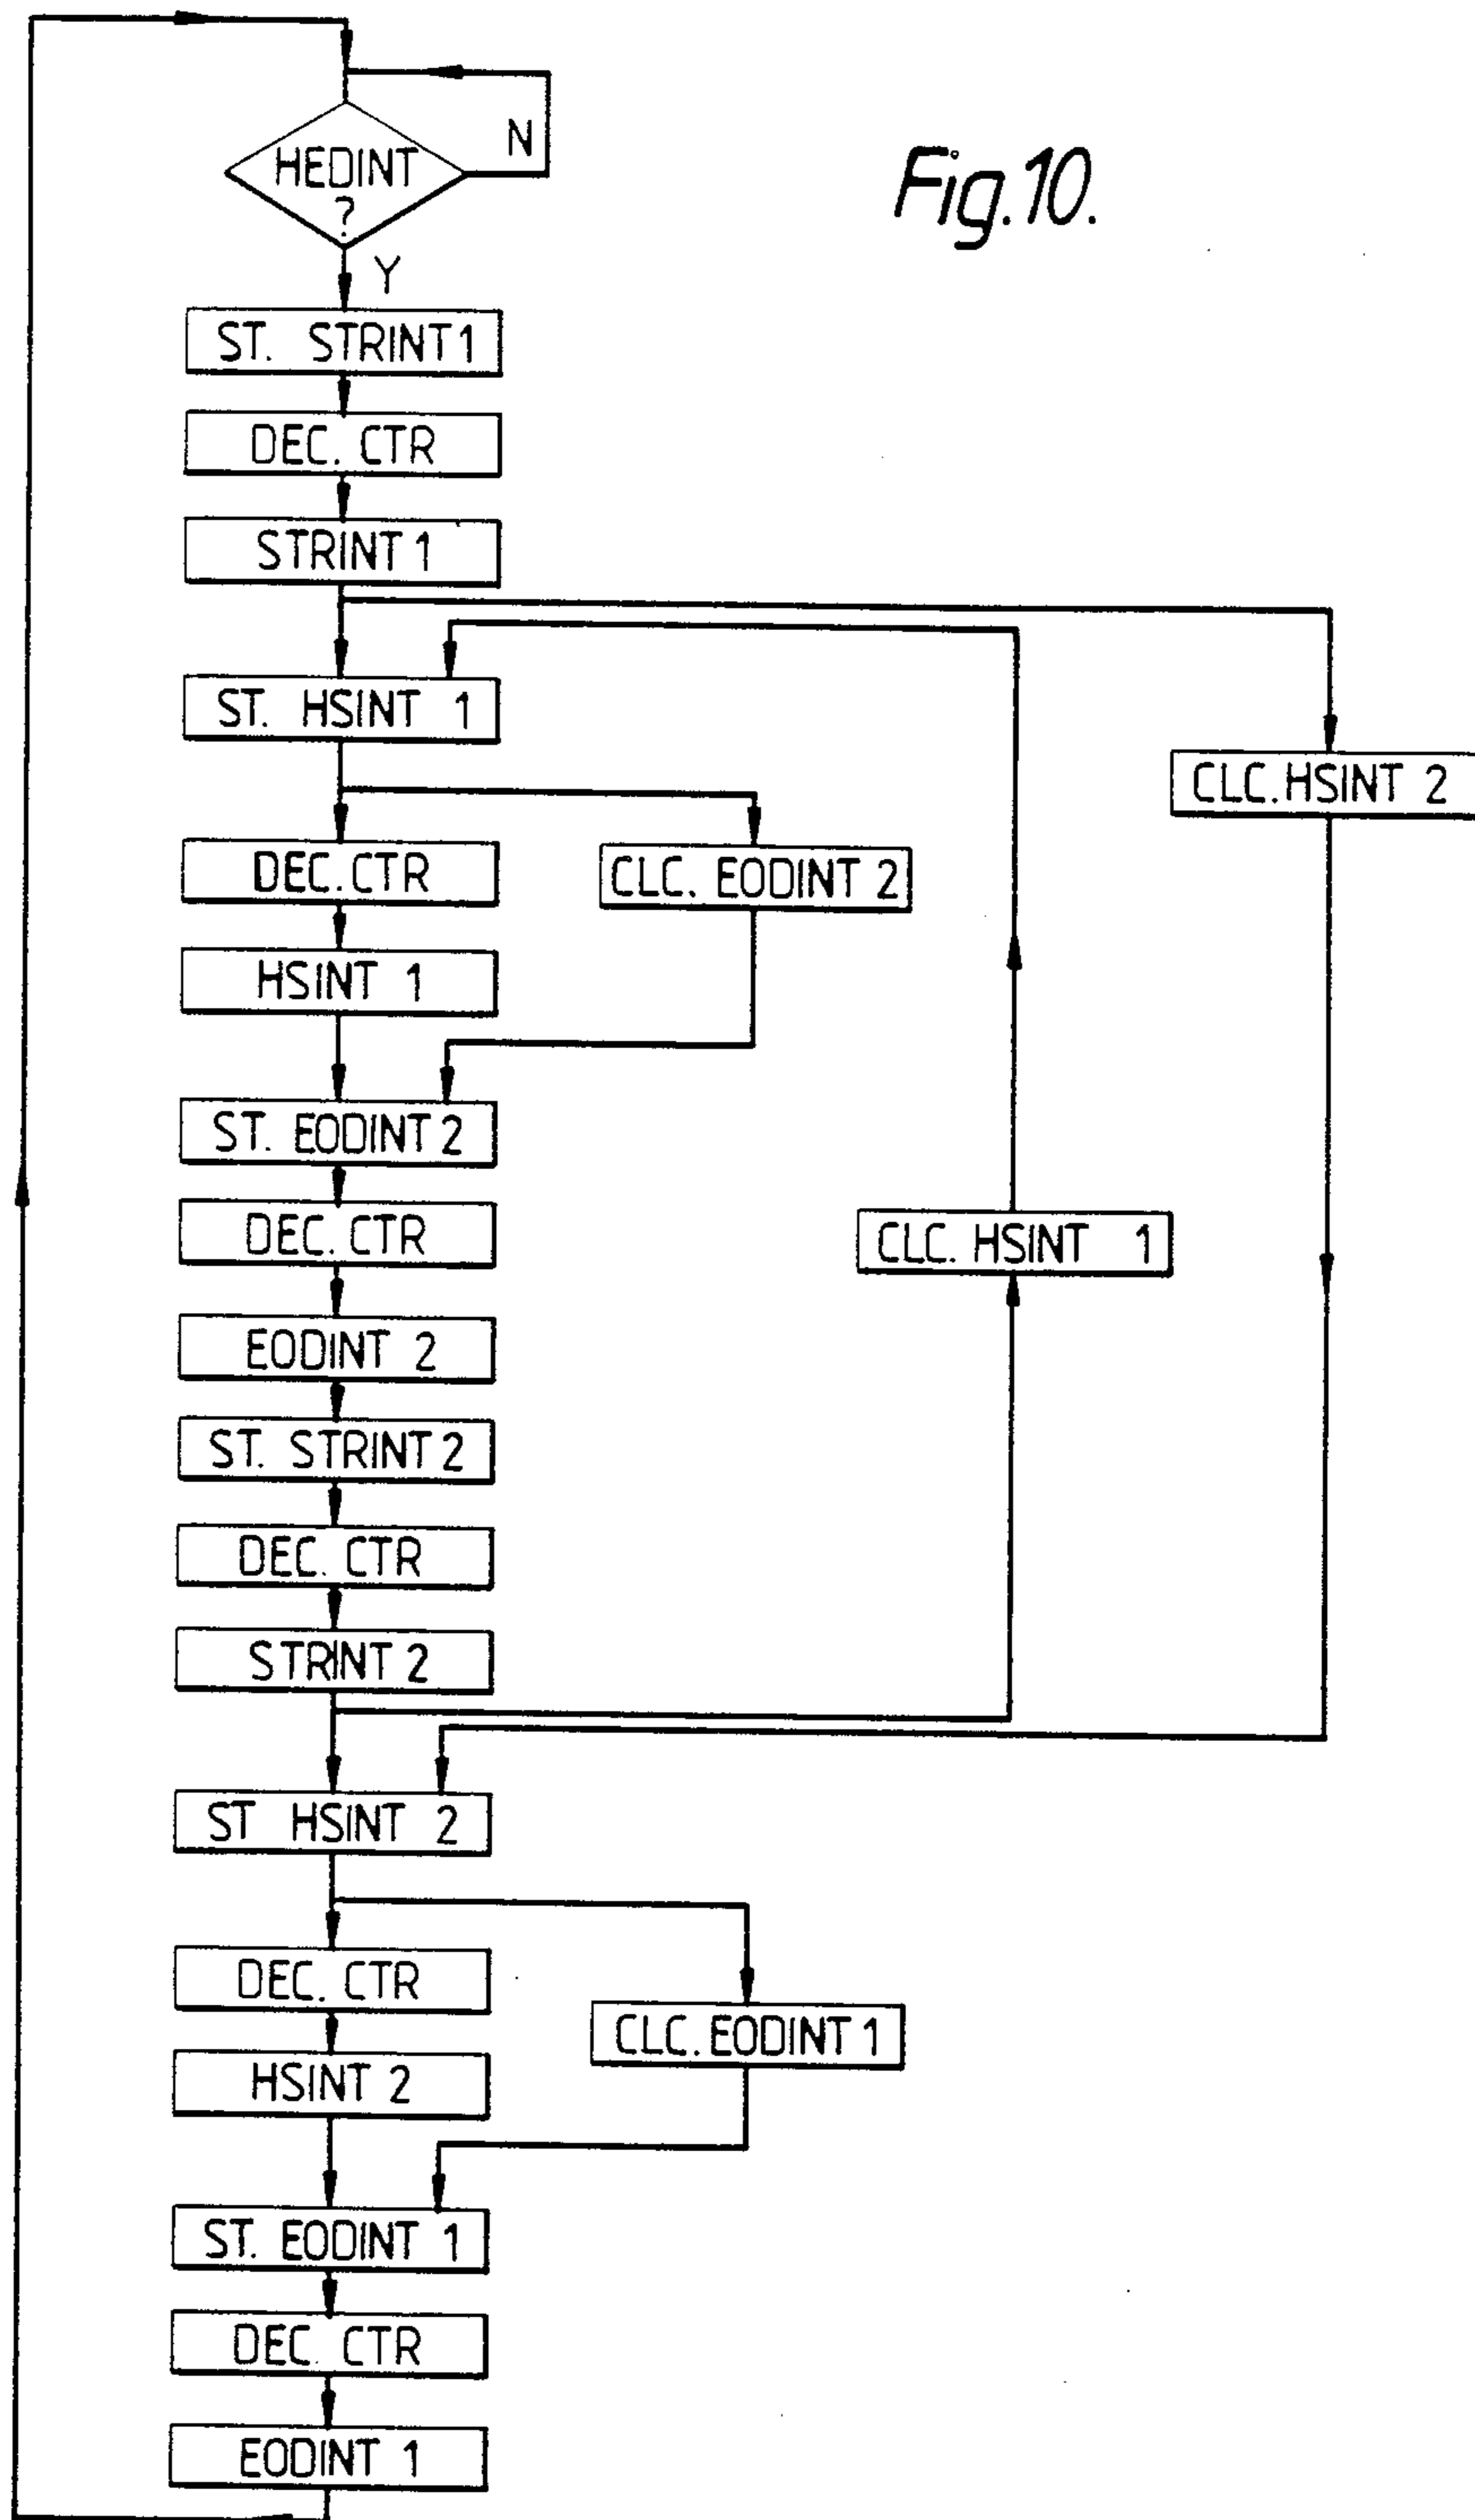 Fig.10.
N
HEDINT
?
Y
ST. STRINT 1
DEC. CTR
STRINT 1
ST. HSINT 1
CLC. HSINT 2
DEC. CTR
CLC. EODINT 2
HSINT 1
ST. EODINT 2
DEC. CTR
CLC. HSINT 1
EODINT 2
ST. STRINT 2
DEC. CTR
STRINT 2
ST HSINT 2
DEC. CTR
CLC. EODINT 1
HSINT 2
ST. EODINT 1
DEC. CTR
EODINT 1